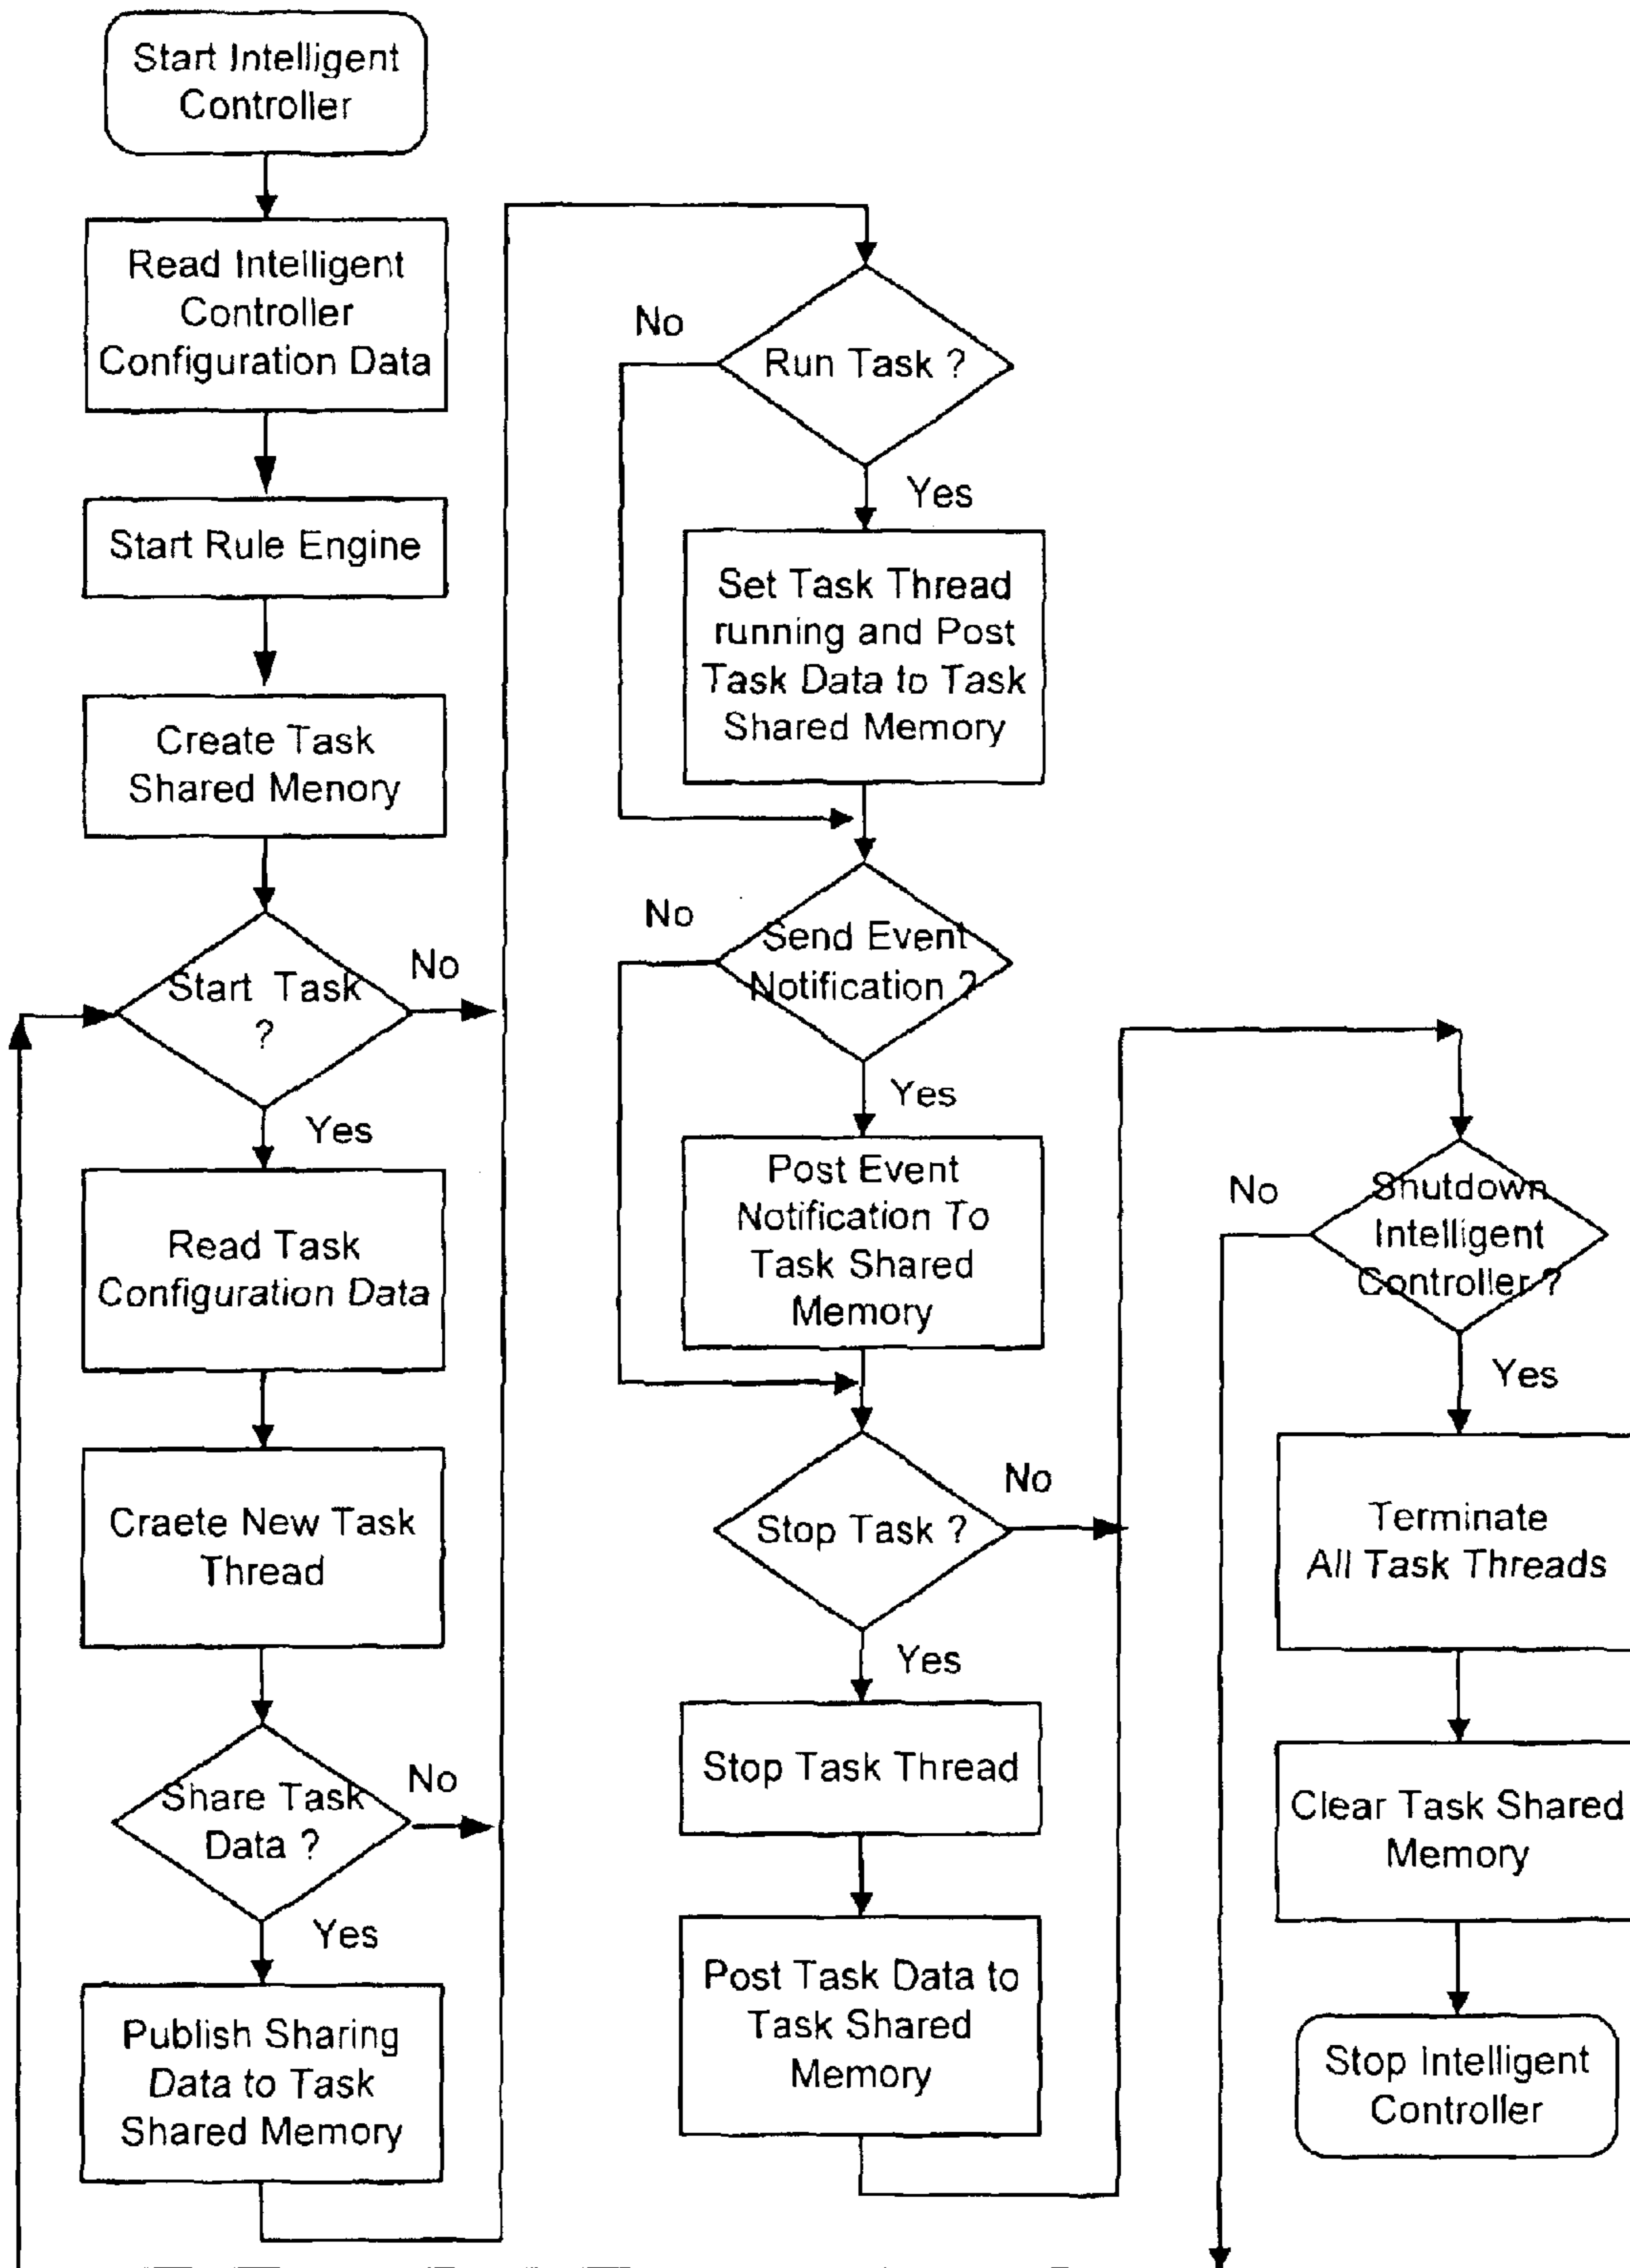 Start Intelligent
Controller
Read Intelligent
Controller
Configuration Data
Start Rule Engine
Create Task
Shared Menory
Start Task
?
No
Yes
Read Task
Configuration Data
Craete New Task
Thread
Share Task
Data ?
No
Yes
Publish Sharing
Data to Task
Shared Memory
Run Task ?
No
Yes
Set Task Thread
running and Post
Task Data to Task
Shared Memory
Send Event
Notification ?
No
Yes
Post Event
Notification To
Task Shared
Memory
Stop Task ?
No
Yes
Stop Task Thread
Post Task Data to
Task Shared
Memory
Shutdown
Intelligent
Controller ?
No
Yes
Terminate
All Task Threads
Clear Task Shared
Memory
Stop Intelligent
Controller